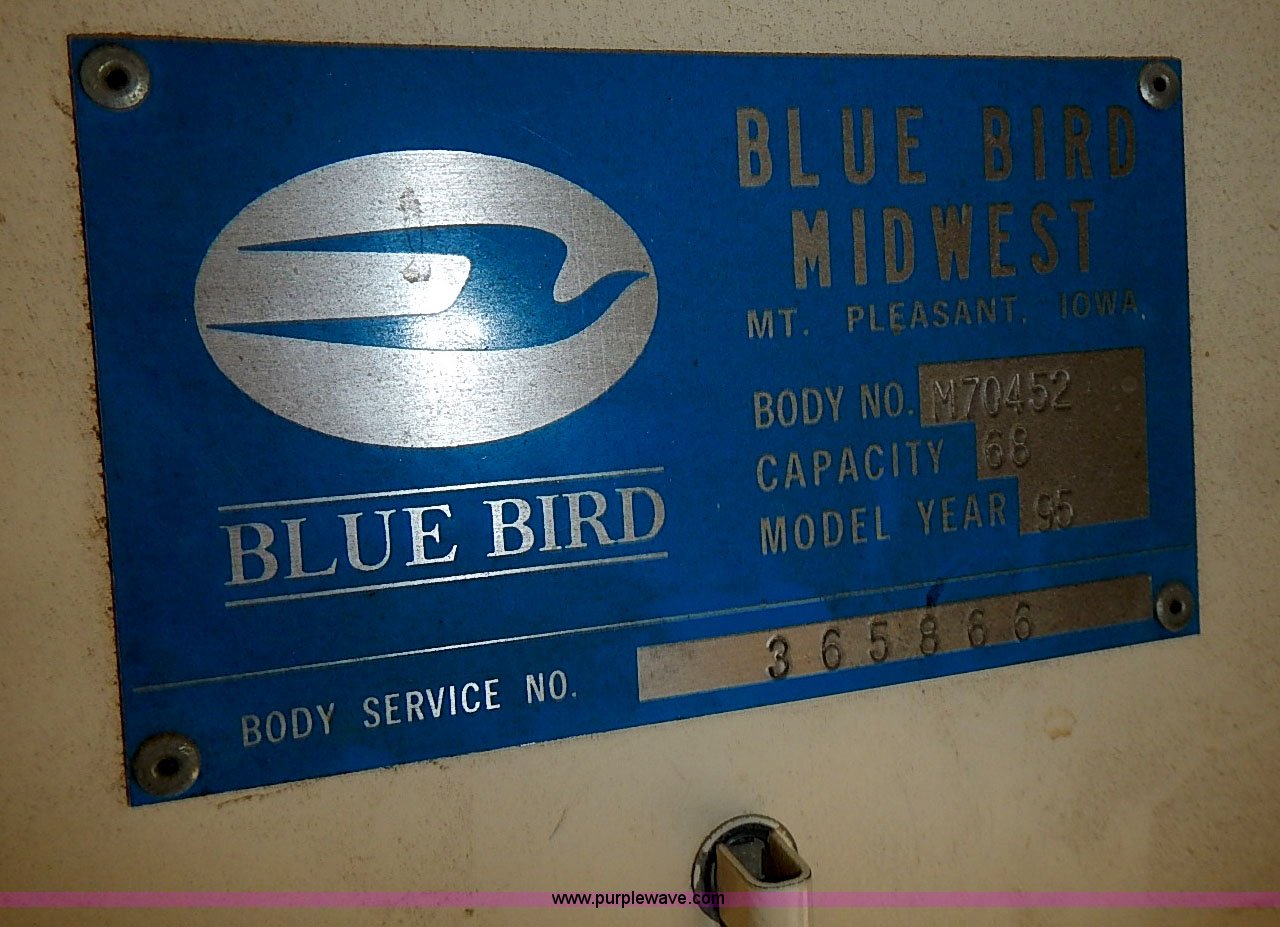 BLUE BIRD
MIDWEST
MT. PLEASANT, IOWA.
BODY NO. M70452
CAPACITY 68
MODEL YEAR 95
BLUE BIRD
BODY SERVICE NO. 365866
www.purplewave.com